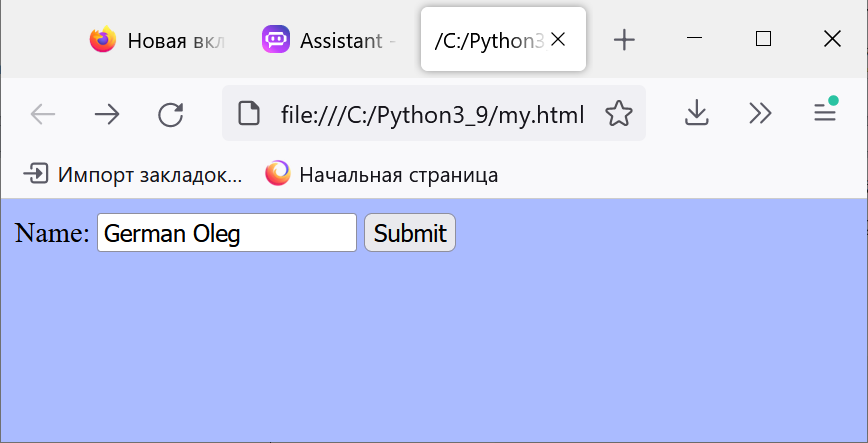 Новая вкл
Assistant -
/C:/Python3
file:///C:/Python3_9/my.html
Импорт закладок...
Начальная страница
Name: German Oleg Submit